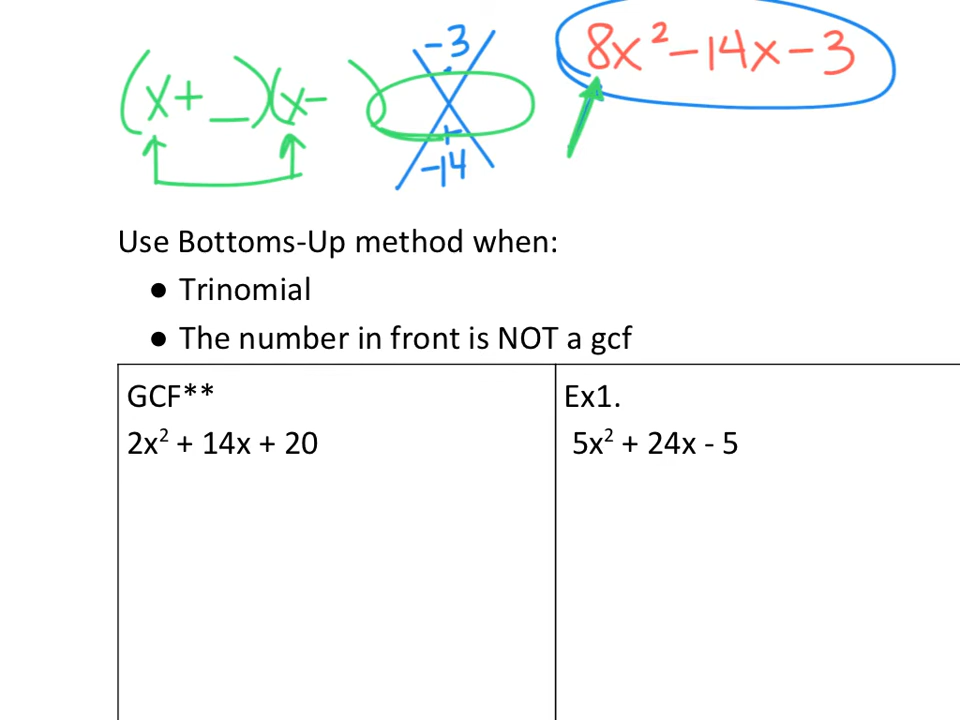 -3
8x² - 14x - 3
(x + _)(x -  )
+
-14
Use Bottoms-Up method when:
● Trinomial
● The number in front is NOT a gcf
GCF**
2x² + 14x + 20
Ex1.
5x² + 24x - 5